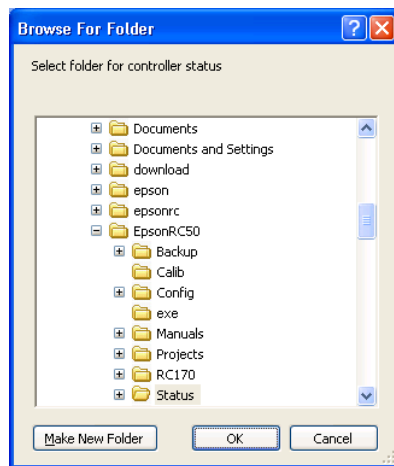 Browse For Folder
Select folder for controller status
Documents
Documents and Settings
download
epson
epsonrc
EpsonRC50
Backup
Calib
Config
exe
Manuals
Projects
RC170
Status
Make New Folder
OK
Cancel